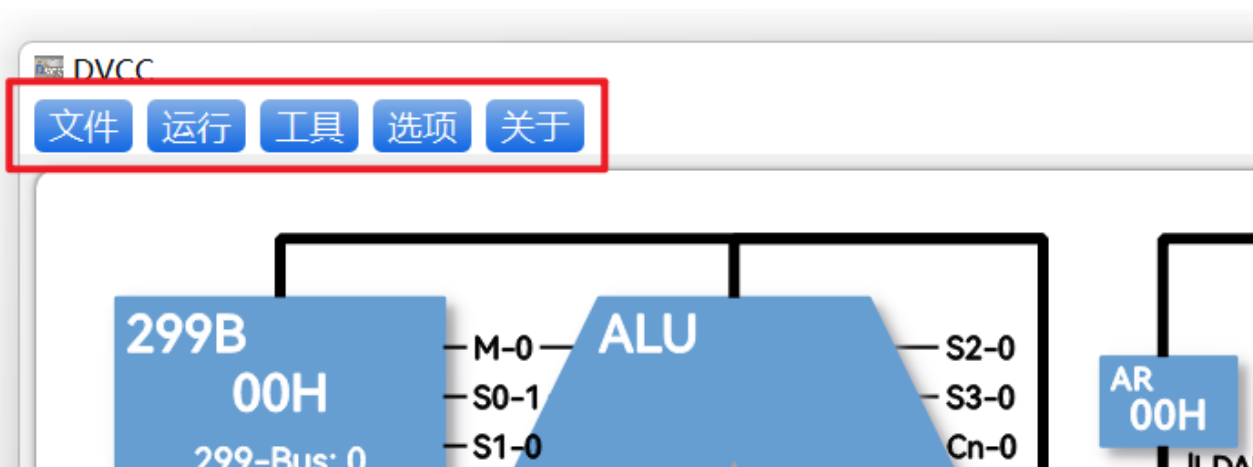 DVCC
文件 运行 工具 选项 关于
299B
00H
299-Bus: 0
M-0
S0-1
S1-0
ALU
S2-0
S3-0
Cn-0
AR
00H